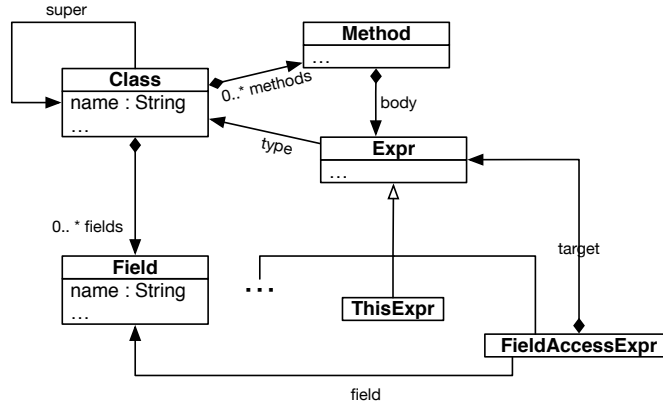 super
Method
...
Class
name : String
...
0..* methods
body
type
Expr
...
0.. * fields
target
Field
name : String
...
...
ThisExpr
FieldAccessExpr
field